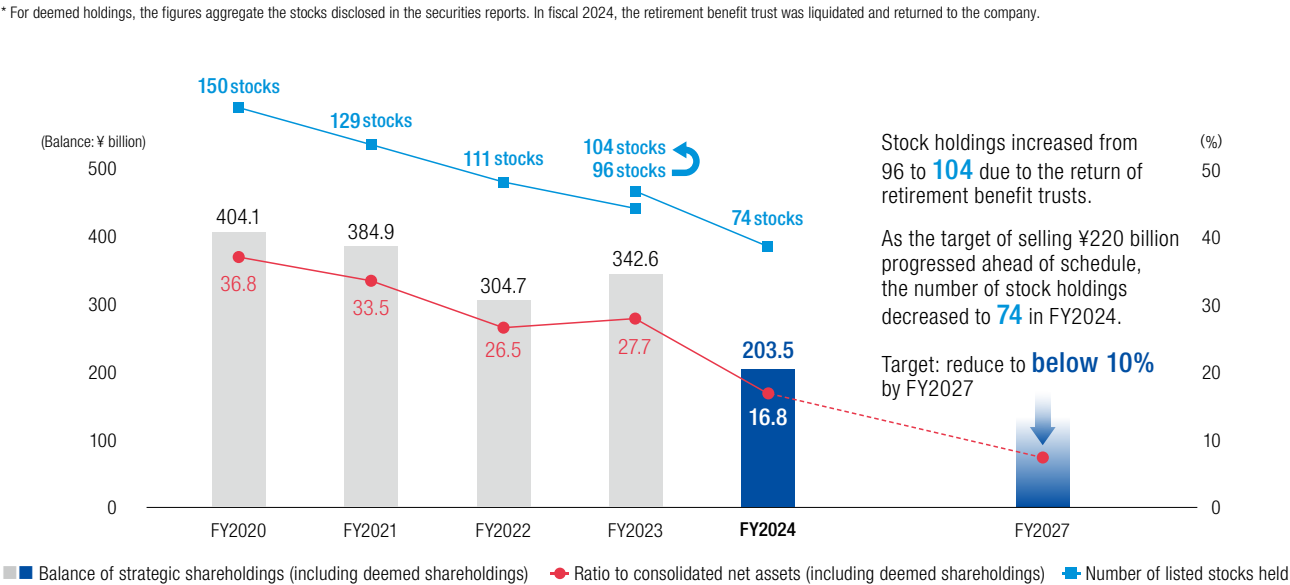 * For deemed holdings, the figures aggregate the stocks disclosed in the securities reports. In fiscal 2024, the retirement benefit trust was liquidated and returned to the company.
150 stocks
129 stocks
111 stocks
104 stocks
96 stocks
74 stocks
(Balance: ¥ billion)
500
400
300
200
100
0
404.1
384.9
304.7
342.6
203.5
36.8
33.5
26.5
27.7
16.8
Stock holdings increased from
96 to 104 due to the return of
retirement benefit trusts.
As the target of selling ¥220 billion
progressed ahead of schedule,
the number of stock holdings
decreased to 74 in FY2024.
Target: reduce to below 10%
by FY2027
(%)
50
40
30
20
10
0
FY2020
FY2021
FY2022
FY2023
FY2024
FY2027
Balance of strategic shareholdings (including deemed shareholdings)
Ratio to consolidated net assets (including deemed shareholdings)
Number of listed stocks held